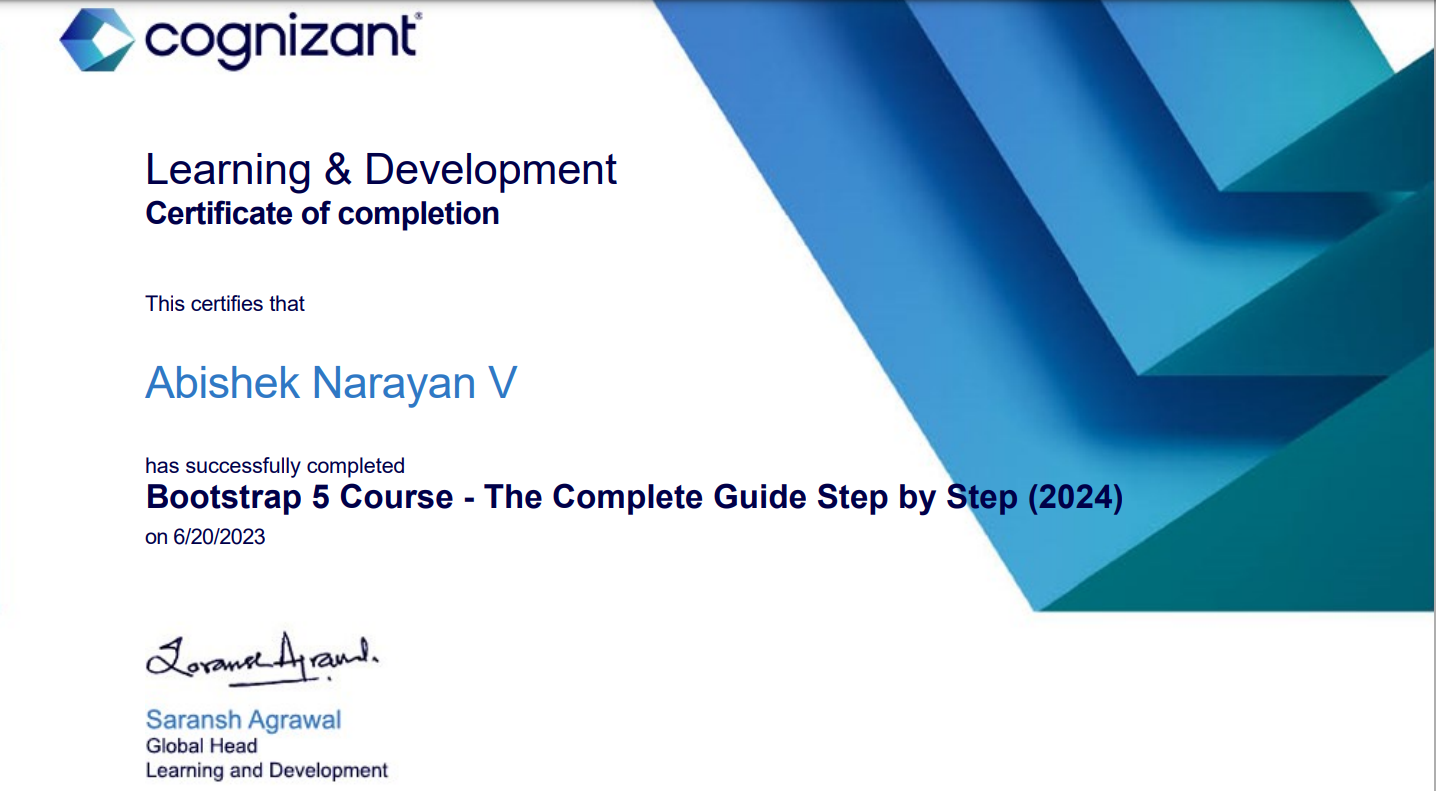 cognizant®
Learning & Development
Certificate of completion
This certifies that
Abishek Narayan V
has successfully completed
Bootstrap 5 Course - The Complete Guide Step by Step (2024)
on 6/20/2023
Saransh Agrawal
Saransh Agrawal
Global Head
Learning and Development